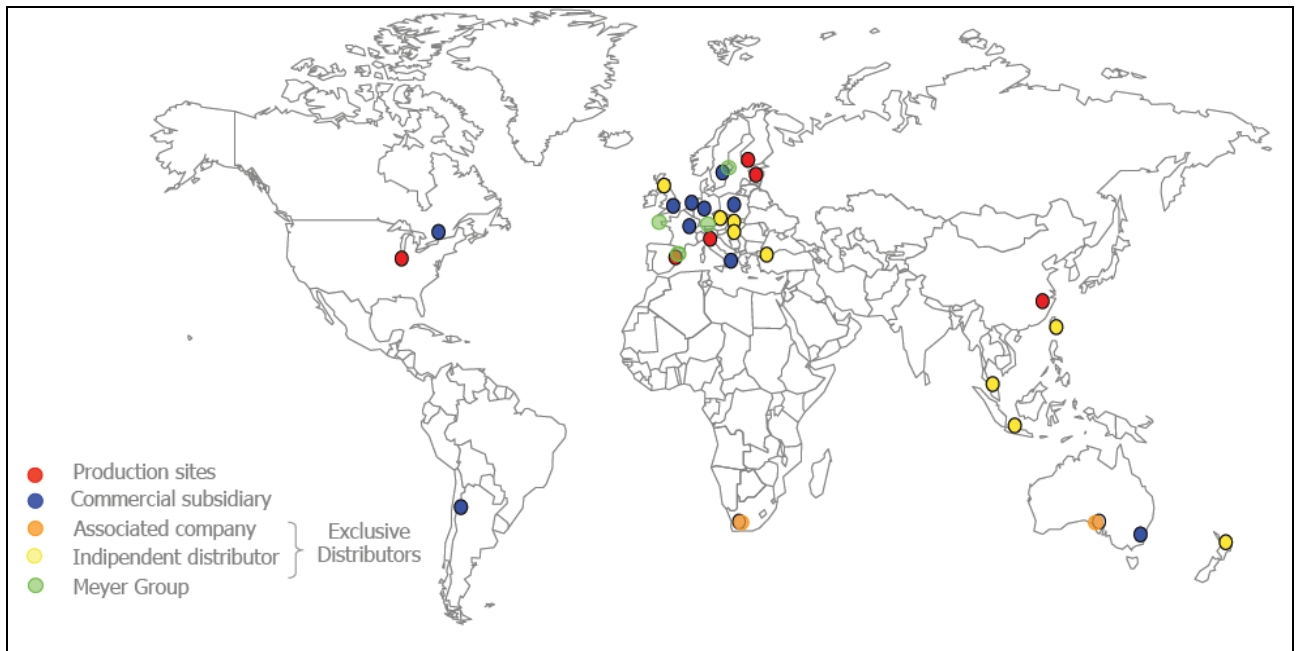 Production sites
Commercial subsidiary
Associated company
Indipendent distributor
Exclusive
Distributors
Meyer Group